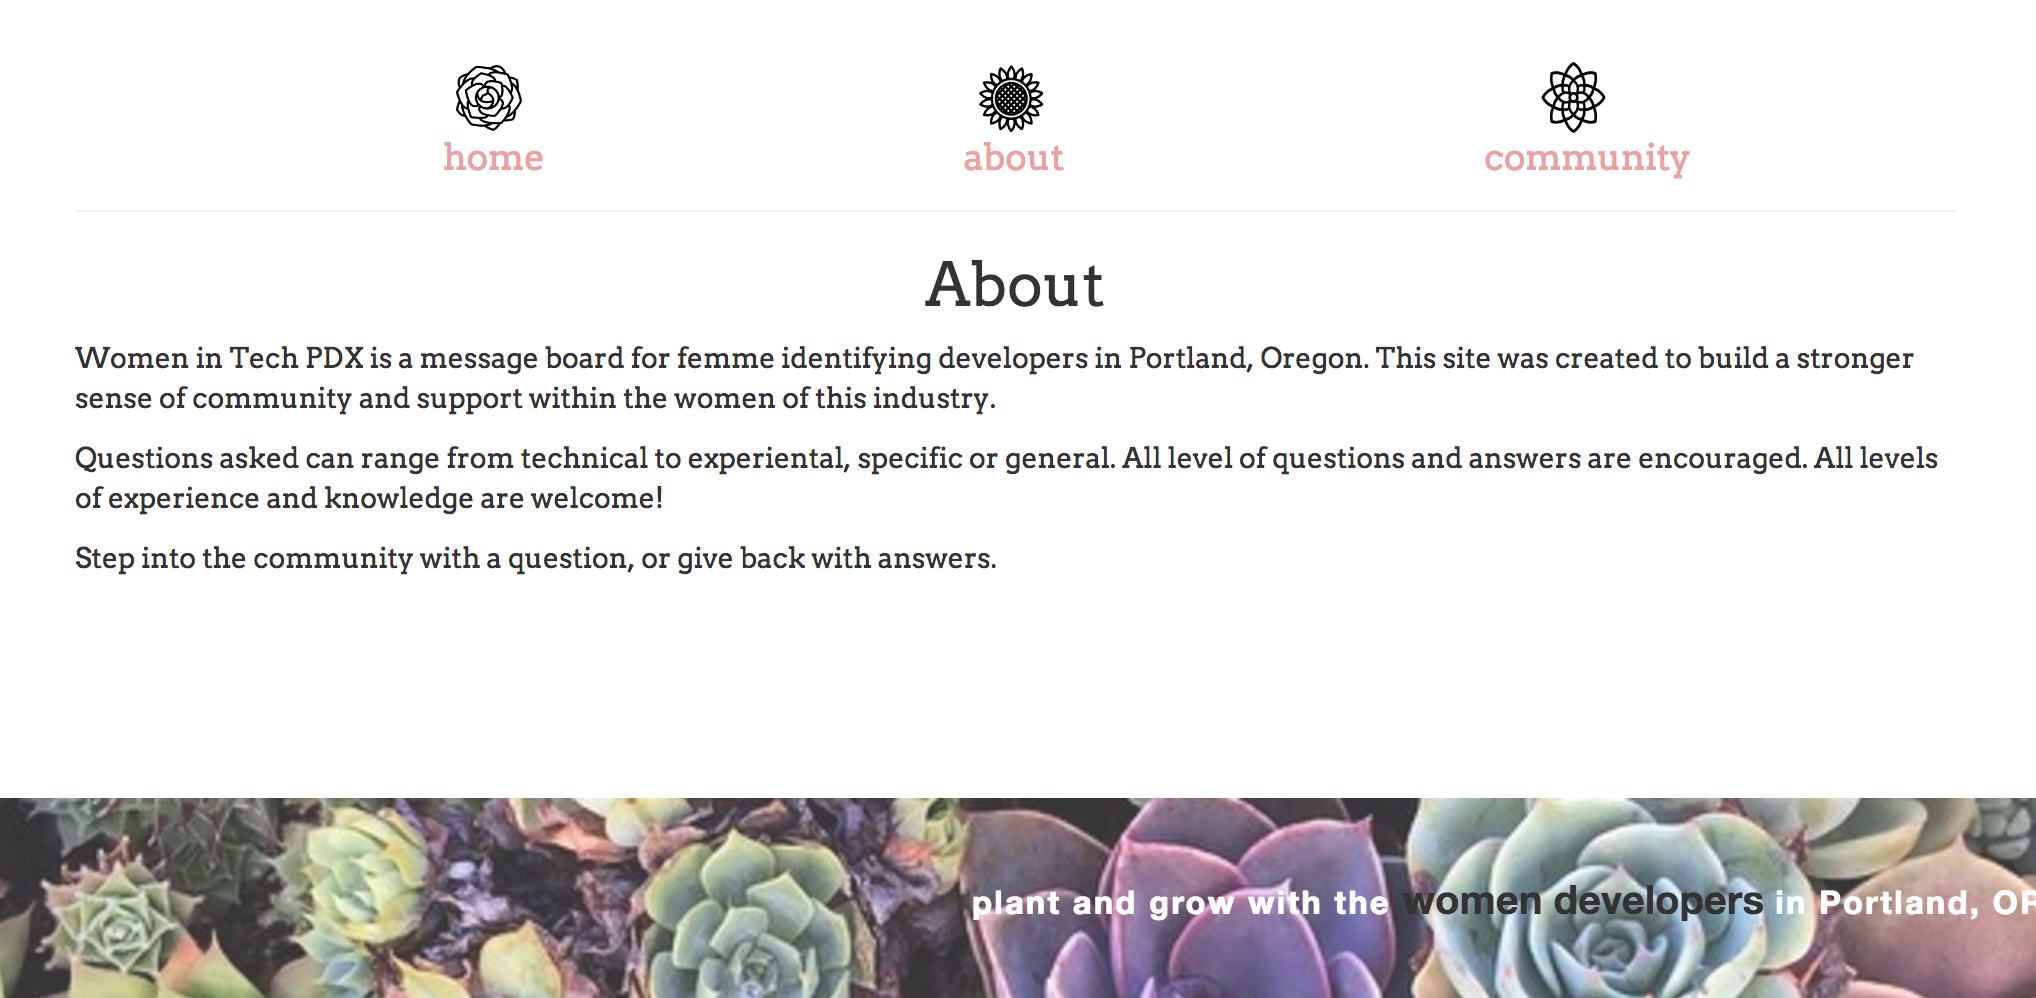 home about community
About
Women in Tech PDX is a message board for femme identifying developers in Portland, Oregon. This site was created to build a stronger
sense of community and support within the women of this industry.
Questions asked can range from technical to experiental, specific or general. All level of questions and answers are encouraged. All levels
of experience and knowledge are welcome!
Step into the community with a question, or give back with answers.
plant and grow with the women developers in Portland, OR